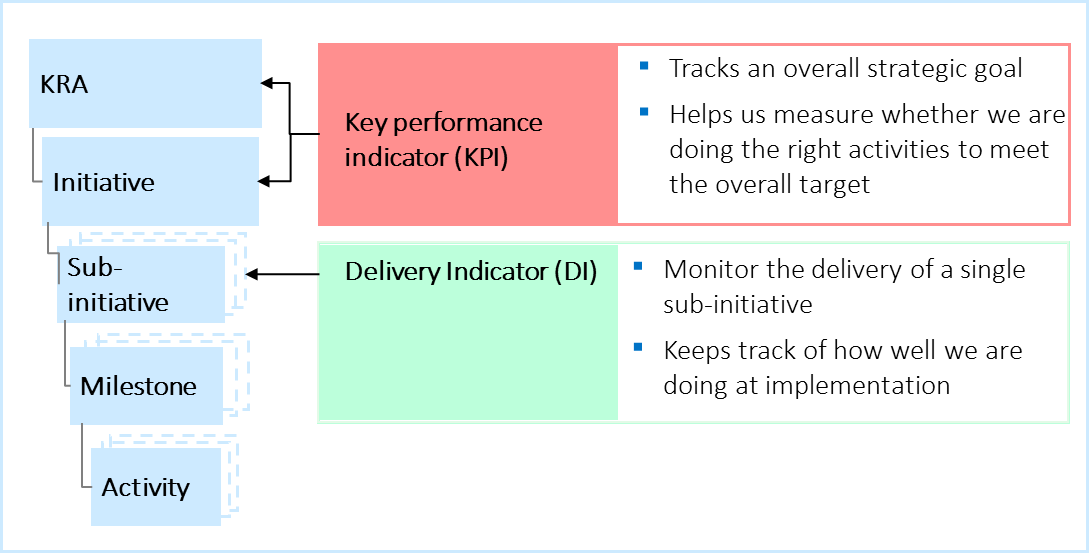 KRA
Initiative
Sub-
initiative
Milestone
Activity
Key performance
indicator (KPI)
▪ Tracks an overall strategic goal
▪ Helps us measure whether we are
doing the right activities to meet
the overall target
Delivery Indicator (DI)
▪ Monitor the delivery of a single
sub-initiative
▪ Keeps track of how well we are
doing at implementation